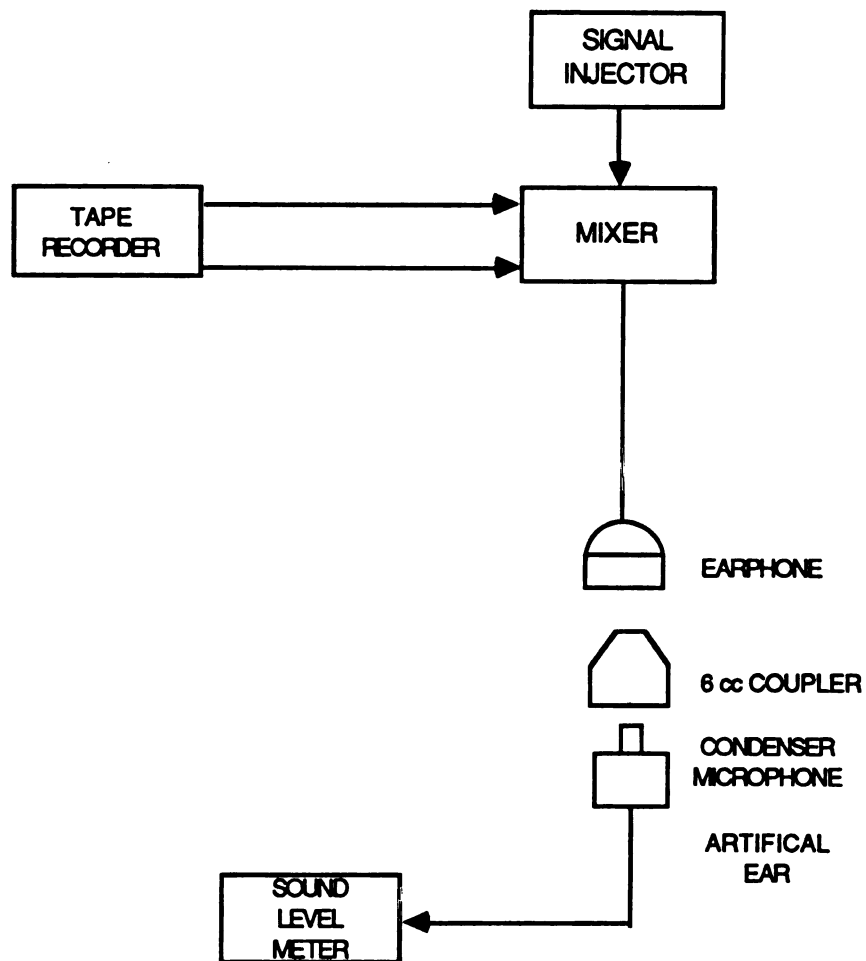 SIGNAL
INJECTOR
TAPE
RECORDER
MIXER
EARPHONE
6 cc COUPLER
CONDENSER
MICROPHONE
ARTIFICAL
EAR
SOUND
LEVEL
METER